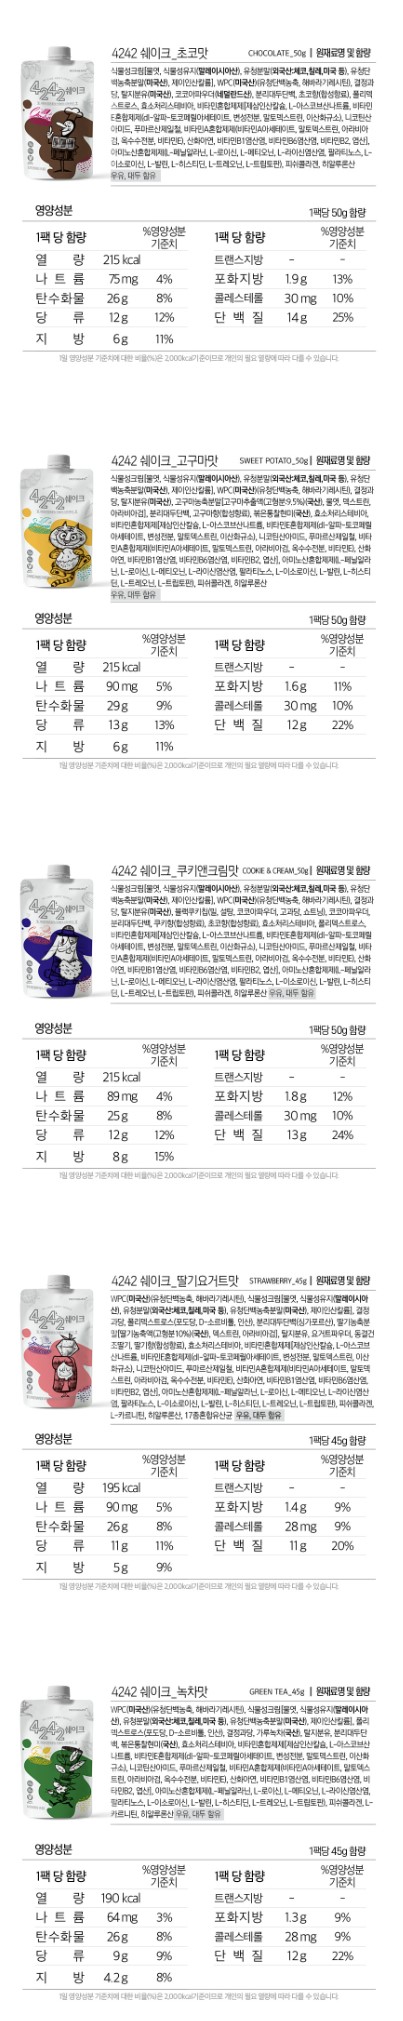 4242 쉐이크_초코맛 CHOCOLATE_50g | 원재료명 및 함량
식물성크림[물엿, 식물성유지(말레이시아산), 유청분말(외국산:체코,칠레,미국 등), 유청단
백농축분말(미국산), 제이인산칼륨], WPC(미국산)(유청단백농축, 해바라기레시틴), 결정과
당, 탈지분유(미국산), 코코아파우더(네덜란드산), 분리대두단백, 초코향(합성향료), 폴리덱
스트로스, 효소처리스테비아, 비타민혼합제제[제삼인산칼슘, L-아스코브산나트륨, 비타민
E혼합제제(dl-알파-토코페릴아세테이트, 변성전분, 말토덱스트린, 이산화규소), 니코틴산
아미드, 푸마르산제일철, 비타민A혼합제제(비타민A아세테이트, 말토덱스트린, 아라비아
검, 옥수수전분, 비타민E), 산화아연, 비타민B1염산염, 비타민B6염산염, 비타민B2, 엽산],
아미노산혼합제제(L-페닐알라닌, L-로이신, L-메티오닌, L-라이신염산염, 팔라티노스, L-
이소로이신, L-발린, L-히스티딘, L-트레오닌, L-트립토판), 피쉬콜라겐, 히알루론산
우유, 대두 함유
영양성분 1팩당 50g 함량
1팩 당 함량 %영양성분 기준치 1팩 당 함량 %영양성분 기준치
열 량 215 kcal 트랜스지방 - -
나 트 륨 75 mg 4% 포화지방 1.9 g 13%
탄수화물 26 g 8% 콜레스테롤 30 mg 10%
당 류 12 g 12% 단 백 질 14 g 25%
지 방 6 g 11%
1일 영양성분 기준치에 대한 비율(%)은 2,000kcal기준이므로 개인의 필요 열량에 따라 다를 수 있습니다.
4242 쉐이크_고구마맛 SWEET POTATO_50g | 원재료명 및 함량
식물성크림[물엿, 식물성유지(말레이시아산), 유청분말(외국산:체코,칠레,미국 등), 유청단
백농축분말(미국산), 제이인산칼륨], WPC(미국산)(유청단백농축, 해바라기레시틴), 결정과
당, 탈지분유(미국산), 고구마농축분말[고구마추출액(고형분:9.5%)(국산), 물엿, 덱스트린,
아라비아검], 분리대두단백, 고구마향(합성향료), 볶은통찰현미(국산), 효소처리스테비아,
비타민혼합제제[제삼인산칼슘, L-아스코브산나트륨, 비타민E혼합제제(dl-알파-토코페릴
아세테이트, 변성전분, 말토덱스트린, 이산화규소), 니코틴산아미드, 푸마르산제일철, 비타
민A혼합제제(비타민A아세테이트, 말토덱스트린, 아라비아검, 옥수수전분, 비타민E), 산화
아연, 비타민B1염산염, 비타민B6염산염, 비타민B2, 엽산], 아미노산혼합제제(L-페닐알라
닌, L-로이신, L-메티오닌, L-라이신염산염, 팔라티노스, L-이소로이신, L-발린, L-히스티
딘, L-트레오닌, L-트립토판), 피쉬콜라겐, 히알루론산
우유, 대두 함유
영양성분 1팩당 50g 함량
1팩 당 함량 %영양성분 기준치 1팩 당 함량 %영양성분 기준치
열 량 215 kcal 트랜스지방 - -
나 트 륨 90 mg 5% 포화지방 1.6 g 11%
탄수화물 29 g 9% 콜레스테롤 30 mg 10%
당 류 13 g 13% 단 백 질 12 g 22%
지 방 6 g 11%
1일 영양성분 기준치에 대한 비율(%)은 2,000kcal기준이므로 개인의 필요 열량에 따라 다를 수 있습니다.
4242 쉐이크_쿠키앤크림맛 COOKIE & CREAM_50g | 원재료명 및 함량
식물성크림[물엿, 식물성유지(말레이시아산), 유청분말(외국산:체코,칠레,미국 등), 유청단
백농축분말(미국산), 제이인산칼륨], WPC(미국산)(유청단백농축, 해바라기레시틴), 결정과
당, 탈지분유(미국산), 블랙쿠키칩(밀, 설탕, 코코아파우더, 고과당, 쇼트닝), 코코아파우더,
분리대두단백, 쿠키향(합성향료), 초코향(합성향료), 효소처리스테비아, 폴리덱스트로스,
비타민혼합제제[제삼인산칼슘, L-아스코브산나트륨, 비타민E혼합제제(dl-알파-토코페릴
아세테이트, 변성전분, 말토덱스트린, 이산화규소), 니코틴산아미드, 푸마르산제일철, 비타
민A혼합제제(비타민A아세테이트, 말토덱스트린, 아라비아검, 옥수수전분, 비타민E), 산화
아연, 비타민B1염산염, 비타민B6염산염, 비타민B2, 엽산], 아미노산혼합제제(L-페닐알라
닌, L-로이신, L-메티오닌, L-라이신염산염, 팔라티노스, L-이소로이신, L-발린, L-히스티
딘, L-트레오닌, L-트립토판), 피쉬콜라겐, 히알루론산 우유, 대두 함유
영양성분 1팩당 50g 함량
1팩 당 함량 %영양성분 기준치 1팩 당 함량 %영양성분 기준치
열 량 215 kcal 트랜스지방 - -
나 트 륨 89 mg 4% 포화지방 1.8 g 12%
탄수화물 25 g 8% 콜레스테롤 30 mg 10%
당 류 12 g 12% 단 백 질 13 g 24%
지 방 8 g 15%
1일 영양성분 기준치에 대한 비율(%)은 2,000kcal기준이므로 개인의 필요 열량에 따라 다를 수 있습니다.
4242 쉐이크_딸기요거트맛 STRAWBERRY_45g | 원재료명 및 함량
WPC(미국산)(유청단백농축, 해바라기레시틴), 식물성크림[물엿, 식물성유지(말레이시아
산), 유청분말(외국산:체코,칠레,미국 등), 유청단백농축분말(미국산), 제이인산칼륨], 결정
과당, 폴리덱스트로스(포도당, D-소르비톨, 인산), 분리대두단백(싱가포르산), 딸기농축분
말[딸기농축액(고형분10%)(국산), 덱스트린, 아라비아검], 탈지분유, 요거트파우더, 동결건
조딸기, 딸기향(합성향료), 효소처리스테비아, 비타민혼합제제[제삼인산칼슘, L-아스코브
산나트륨, 비타민E혼합제제(dl-알파-토코페릴아세테이트, 변성전분, 말토덱스트린, 이산
화규소), 니코틴산아미드, 푸마르산제일철, 비타민A혼합제제(비타민A아세테이트, 말토덱
스트린, 아라비아검, 옥수수전분, 비타민E), 산화아연, 비타민B1염산염, 비타민B6염산염,
비타민B2, 엽산], 아미노산혼합제제(L-페닐알라닌, L-로이신, L-메티오닌, L-라이신염산
염, 팔라티노스, L-이소로이신, L-발린, L-히스티딘, L-트레오닌, L-트립토판), 피쉬콜라겐,
L-카르니틴, 히알루론산, 17종혼합유산균 우유, 대두 함유
영양성분 1팩당 45g 함량
1팩 당 함량 %영양성분 기준치 1팩 당 함량 %영양성분 기준치
열 량 195 kcal 트랜스지방 - -
나 트 륨 90 mg 5% 포화지방 1.4 g 9%
탄수화물 26 g 8% 콜레스테롤 28 mg 9%
당 류 11 g 11% 단 백 질 11 g 20%
지 방 5 g 9%
1일 영양성분 기준치에 대한 비율(%)은 2,000kcal기준이므로 개인의 필요 열량에 따라 다를 수 있습니다.
4242 쉐이크_녹차맛 GREEN TEA_45g | 원재료명 및 함량
WPC(미국산)(유청단백농축, 해바라기레시틴), 식물성크림[물엿, 식물성유지(말레이시아
산), 유청분말(외국산:체코,칠레,미국 등), 유청단백농축분말(미국산), 제이인산칼륨], 폴리
덱스트로스(포도당, D-소르비톨, 인산), 결정과당, 가루녹차(국산), 탈지분유, 분리대두단
백, 볶은통찰현미(국산), 효소처리스테비아, 비타민혼합제제[제삼인산칼슘, L-아스코브산
나트륨, 비타민E혼합제제(dl-알파-토코페릴아세테이트, 변성전분, 말토덱스트린, 이산화
규소), 니코틴산아미드, 푸마르산제일철, 비타민A혼합제제(비타민A아세테이트, 말토덱스
트린, 아라비아검, 옥수수전분, 비타민E), 산화아연, 비타민B1염산염, 비타민B6염산염, 비
타민B2, 엽산], 아미노산혼합제제(L-페닐알라닌, L-로이신, L-메티오닌, L-라이신염산염,
팔라티노스, L-이소로이신, L-발린, L-히스티딘, L-트레오닌, L-트립토판), 피쉬콜라겐, L-
카르니틴, 히알루론산 우유, 대두 함유
영양성분 1팩당 45g 함량
1팩 당 함량 %영양성분 기준치 1팩 당 함량 %영양성분 기준치
열 량 190 kcal 트랜스지방 - -
나 트 륨 64 mg 3% 포화지방 1.3 g 9%
탄수화물 26 g 8% 콜레스테롤 28 mg 9%
당 류 9 g 9% 단 백 질 12 g 22%
지 방 4.2 g 8%
1일 영양성분 기준치에 대한 비율(%)은 2,000kcal기준이므로 개인의 필요 열량에 따라 다를 수 있습니다.